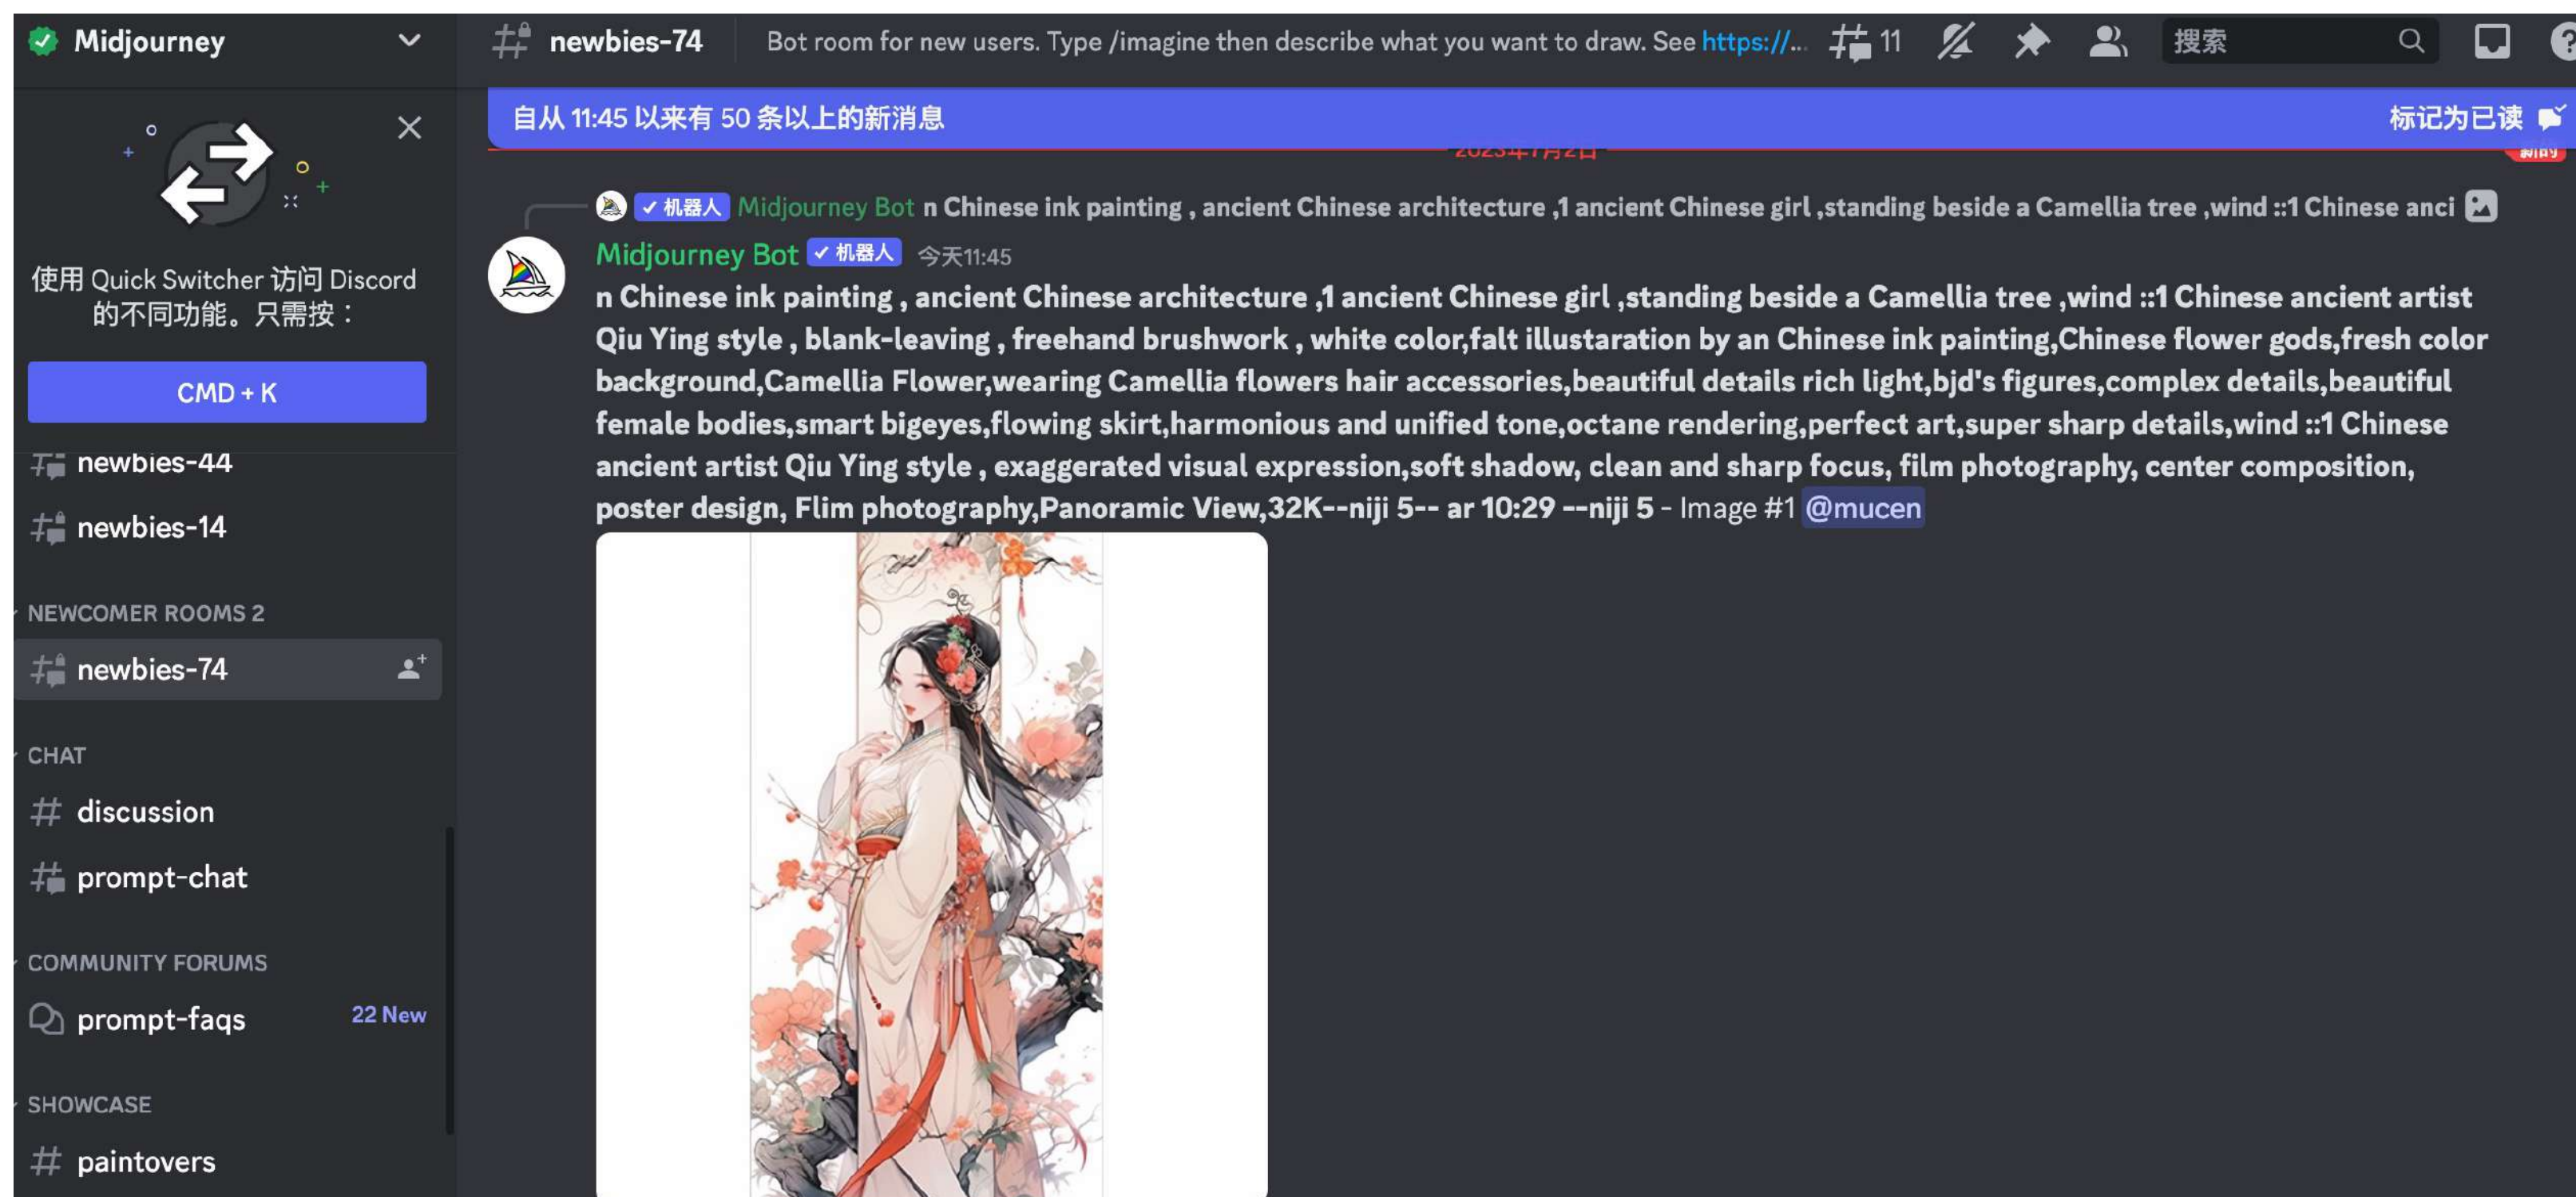 Midjourney
newbies-74
Bot room for new users. Type /imagine then describe what you want to draw. See https://...
11
搜索
自从 11:45 以来有 50 条以上的新消息
标记为已读
2023年7月2日
新的
使用 Quick Switcher 访问 Discord
的不同功能。只需按：
CMD + K
newbies-44
newbies-14
NEWCOMER ROOMS 2
newbies-74
CHAT
discussion
prompt-chat
COMMUNITY FORUMS
prompt-faqs
22 New
SHOWCASE
paintovers
机器人 Midjourney Bot n Chinese ink painting , ancient Chinese architecture ,1 ancient Chinese girl ,standing beside a Camellia tree ,wind ::1 Chinese anci
Midjourney Bot 机器人 今天11:45
n Chinese ink painting , ancient Chinese architecture ,1 ancient Chinese girl ,standing beside a Camellia tree ,wind ::1 Chinese ancient artist
Qiu Ying style , blank-leaving , freehand brushwork , white color,falt illustaration by an Chinese ink painting,Chinese flower gods,fresh color
background,Camellia Flower,wearing Camellia flowers hair accessories,beautiful details rich light,bjd's figures,complex details,beautiful
female bodies,smart bigeyes,flowing skirt,harmonious and unified tone,octane rendering,perfect art,super sharp details,wind ::1 Chinese
ancient artist Qiu Ying style , exaggerated visual expression,soft shadow, clean and sharp focus, film photography, center composition,
poster design, Flim photography,Panoramic View,32K--niji 5-- ar 10:29 --niji 5 - Image #1 @mucen